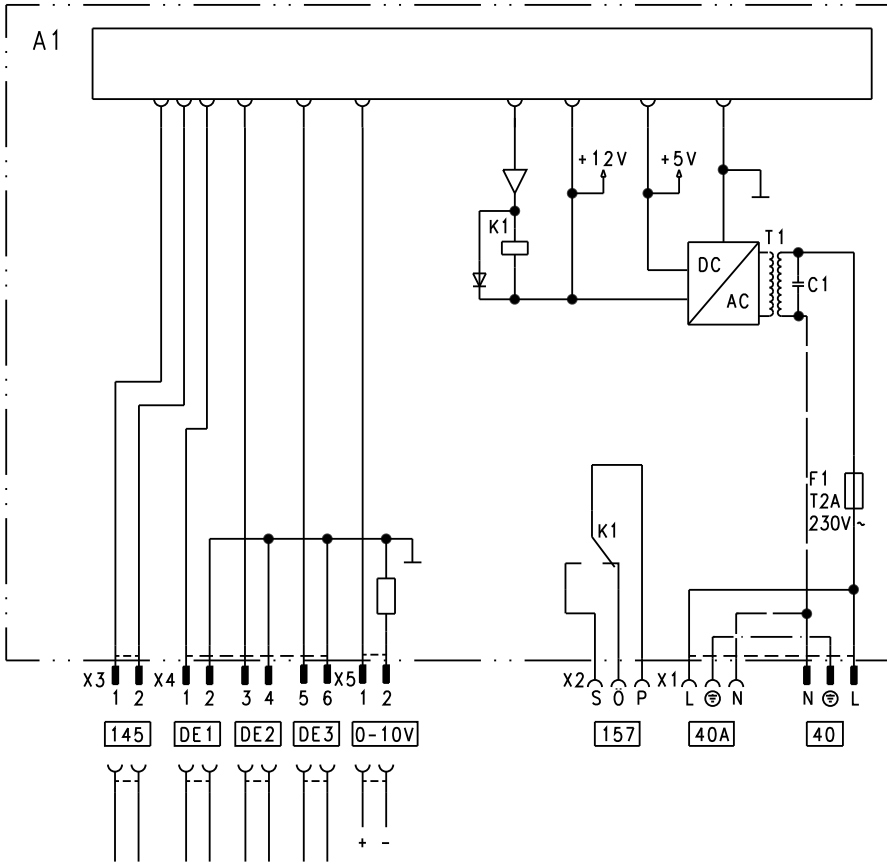 A1
+12V
+5V
K1
T1
DC
AC
C1
F1
T2A
230V ~
K1
X3 X4 X5 X2 X1
1 2 1 2 3 4 5 6 1 2 S Ö P L N N L
145 DE1 DE2 DE3 0-10V 157 40A 40
+ -